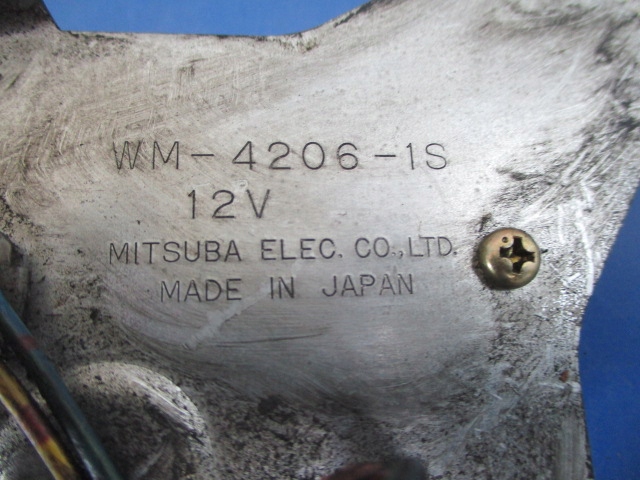 WM-4206-1S
12V
MITSUBA ELEC. CO.,LTD.
MADE IN JAPAN